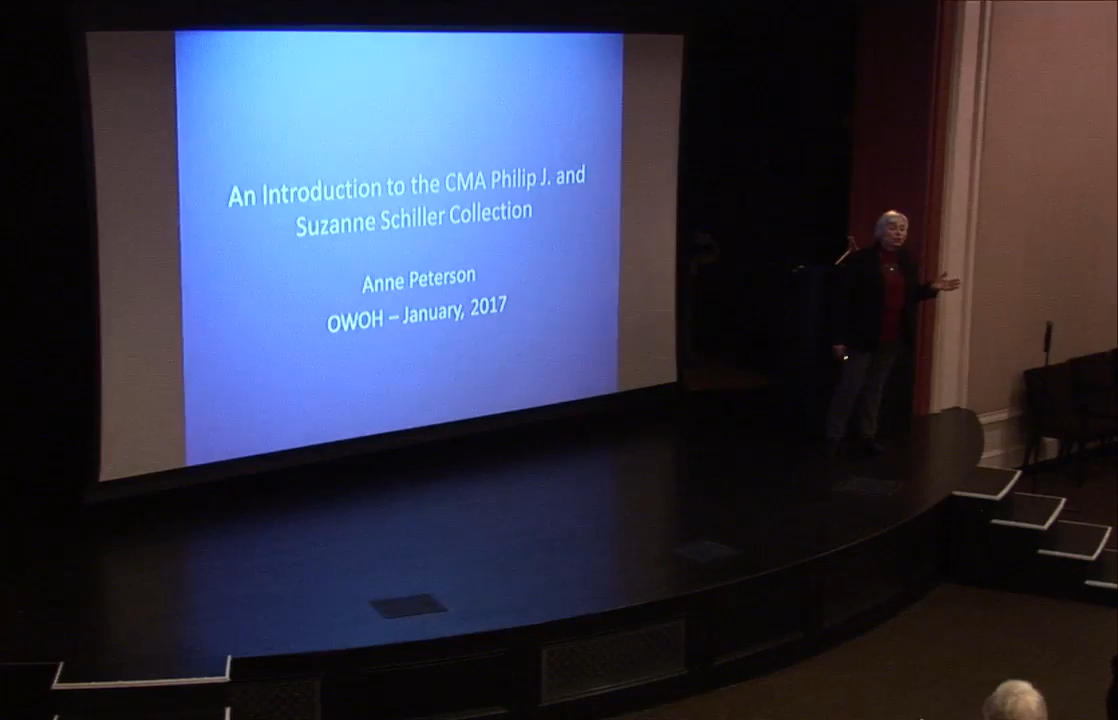 An Introduction to the CMA Philip J. and
Suzanne Schiller Collection
Anne Peterson
OWOH – January, 2017